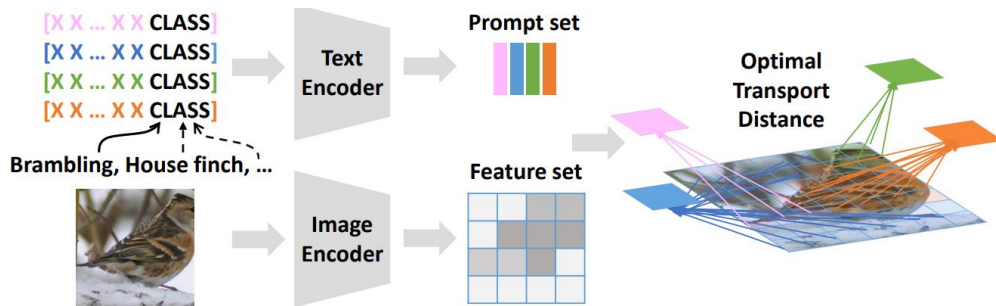 [X X ... X X CLASS]
[X X ... X X CLASS]
[X X ... X X CLASS]
[X X ... X X CLASS]
Brambling, House finch, ...
Text
Encoder
Prompt set
Image
Encoder
Feature set
Optimal
Transport
Distance